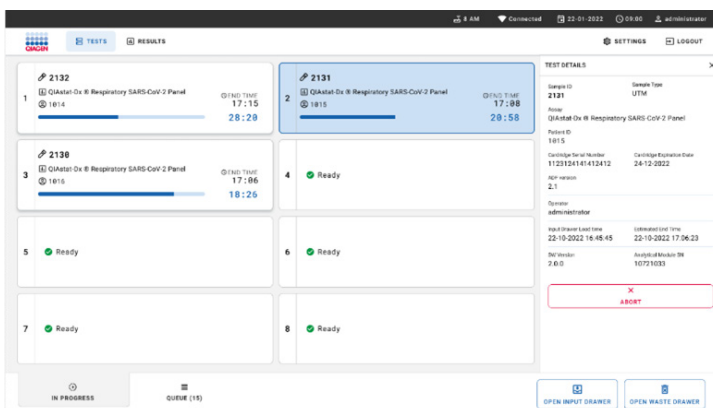 8 AM Connected 22-01-2022 09:00 administrator
QIAGEN TESTS RESULTS SETTINGS LOGOUT
TEST DETAILS
1
2132
QIAstat-Dx ® Respiratory SARS-CoV-2 Panel
1014
END TIME
17:15
28:20
2
2131
QIAstat-Dx ® Respiratory SARS-CoV-2 Panel
1015
END TIME
17:08
20:58
3
2130
QIAstat-Dx ® Respiratory SARS-CoV-2 Panel
1016
END TIME
17:06
18:26
4 Ready
5 Ready
6 Ready
7 Ready
8 Ready
Sample ID Sample Type
2131 UTM
Assay
QIAstat-Dx ® Respiratory SARS-CoV-2 Panel
Patient ID
1015
Cartridge Serial Number Cartridge Expiration Date
1123124141412412 24-12-2022
ADF version
2.1
Operator
administrator
Input Drawer Load time Estimated End Time
22-10-2022 16:45:45 22-10-2022 17:06:23
SW Version Analytical Module SN
2.0.0 10721033
ABORT
IN PROGRESS QUEUE (15) OPEN INPUT DRAWER OPEN WASTE DRAWER